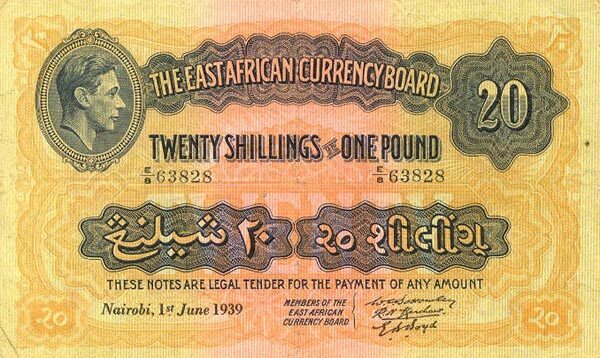 THE EAST AFRICAN CURRENCY BOARD
20
TWENTY SHILLINGS OR ONE POUND
E/8 63828 E/8 63828
شيلينڠ ٢٠
૨૦ શીલીંગ
THESE NOTES ARE LEGAL TENDER FOR THE PAYMENT OF ANY AMOUNT
Nairobi, 1st June 1939
MEMBERS OF THE
EAST AFRICAN
CURRENCY BOARD
20
20